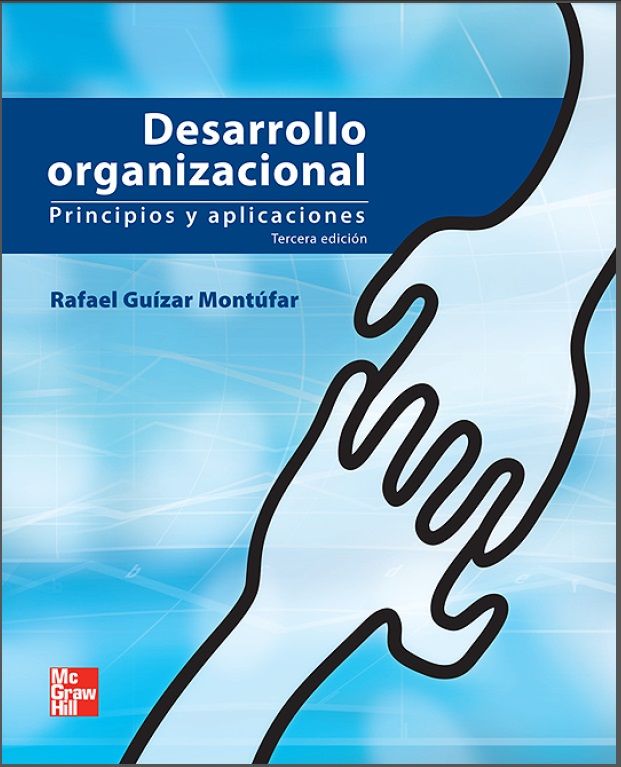 Desarrollo
organizacional
Principios y aplicaciones
Tercera edición
Rafael Guízar Montúfar
Mc
Graw
Hill